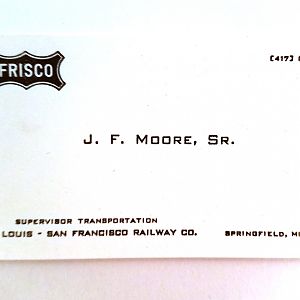 FRISCO
(417)
J. F. MOORE, SR.
SUPERVISOR TRANSPORTATION
LOUIS - SAN FRANCISCO RAILWAY CO.
SPRINGFIELD,